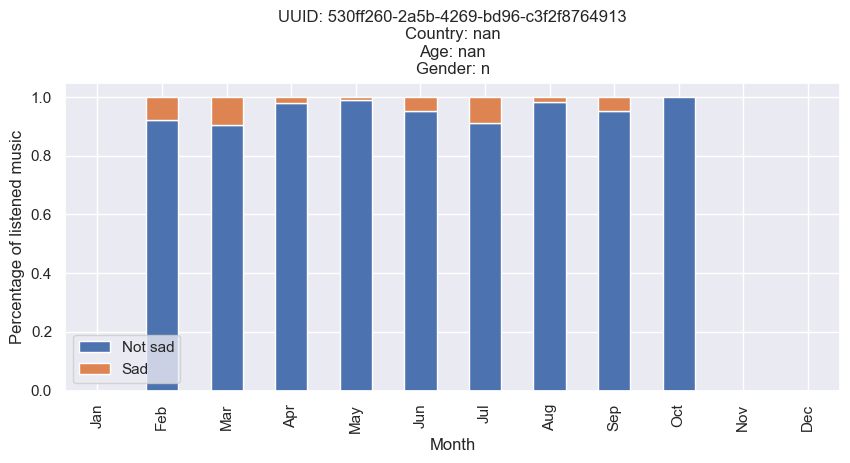 UUID: 530ff260-2a5b-4269-bd96-c3f2f8764913
Country: nan
Age: nan
Gender: n
Percentage of listened music
1.0
0.8
0.6
0.4
0.2
0.0
Not sad
Sad
Jan
Feb
Mar
Apr
May
Jun
Jul
Aug
Sep
Oct
Nov
Dec
Month